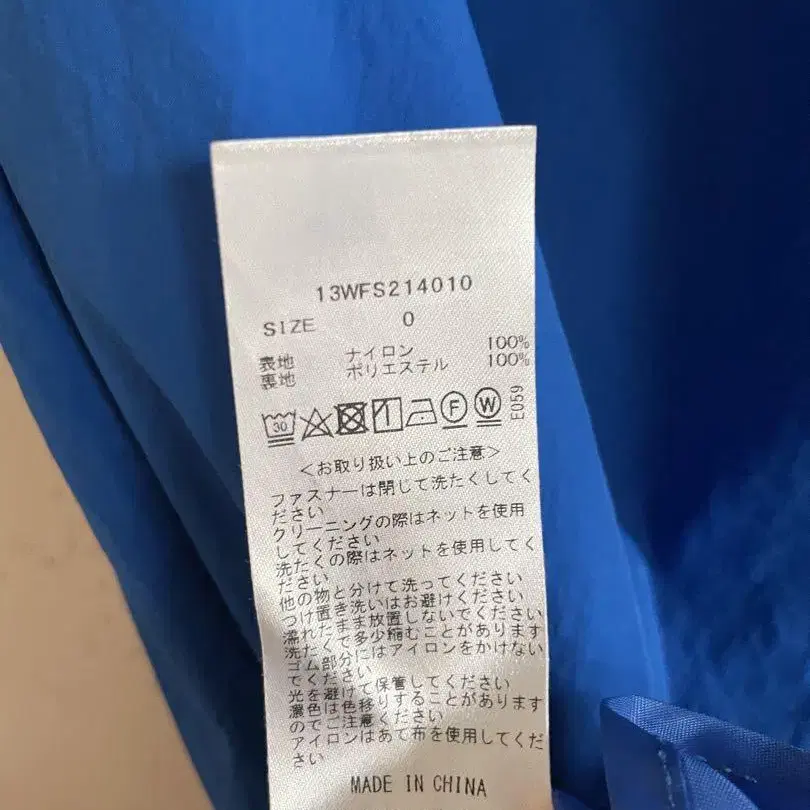 13WFS214010
SIZE 0
表地 ナイロン 100%
裏地 ポリエステル 100%
30 F W E059
<お取り扱い上のご注意>
ファスナーは閉じて洗たくしてく
ださい
クリーニングの際はネットを使用
してください
洗たくの際はネットを使用してく
ださい
他の物と分けて洗ってください
つけ置き洗いはお避けください
濡れたまま放置しないでください
洗たくで多少縮むことがあります
ゴム部分にはアイロンをかけない
でください
光を避けて保管してください
濃色は色移りすることがあります
のでご注意ください
アイロンはあて布を使用してくだ
さい
MADE IN CHINA